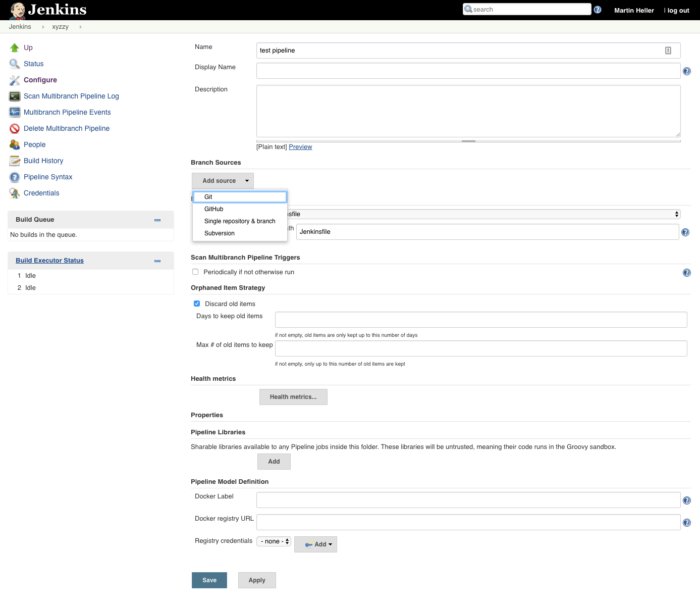 Jenkins
search
Martin Heller
| log out
Jenkins › xyzzy ›
Up
Status
Configure
Scan Multibranch Pipeline Log
Multibranch Pipeline Events
Delete Multibranch Pipeline
People
Build History
Pipeline Syntax
Credentials
Build Queue
No builds in the queue.
Build Executor Status
1 Idle
2 Idle
Name
test pipeline
Display Name
Description
[Plain text] Preview
Branch Sources
Add source
Git
GitHub
Single repository & branch
Subversion
Jenkinsfile
Scan Multibranch Pipeline Triggers
Periodically if not otherwise run
Orphaned Item Strategy
Discard old items
Days to keep old items
if not empty, old items are only kept up to this number of days
Max # of old items to keep
if not empty, only up to this number of old items are kept
Health metrics
Health metrics...
Properties
Pipeline Libraries
Sharable libraries available to any Pipeline jobs inside this folder. These libraries will be untrusted, meaning their code runs in the Groovy sandbox.
Add
Pipeline Model Definition
Docker Label
Docker registry URL
Registry credentials
- none -
Add
Save
Apply